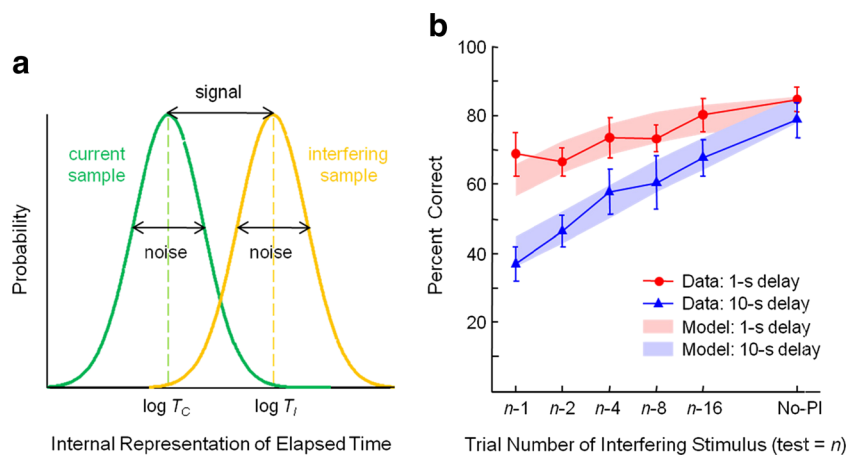 a
signal
current
sample
interfering
sample
noise
noise
Probability
log T_C
log T_I
Internal Representation of Elapsed Time
b
100
80
60
40
20
Percent Correct
Data: 1-s delay
Data: 10-s delay
Model: 1-s delay
Model: 10-s delay
n-1
n-2
n-4
n-8
n-16
No-PI
Trial Number of Interfering Stimulus (test = n)